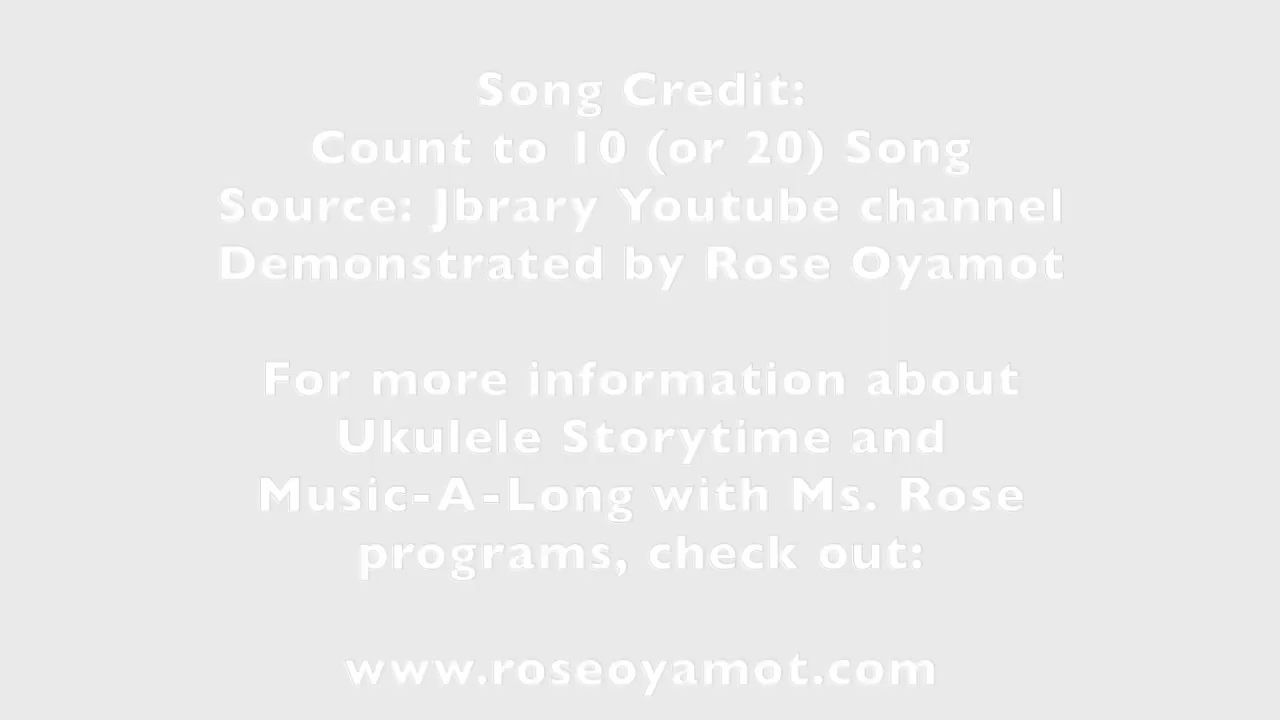 Song Credit:
Count to 10 (or 20) Song
Source: Jbrary Youtube channel
Demonstrated by Rose Oyamot
For more information about
Ukulele Storytime and
Music-A-Long with Ms. Rose
programs, check out:
www.roseoyamot.com